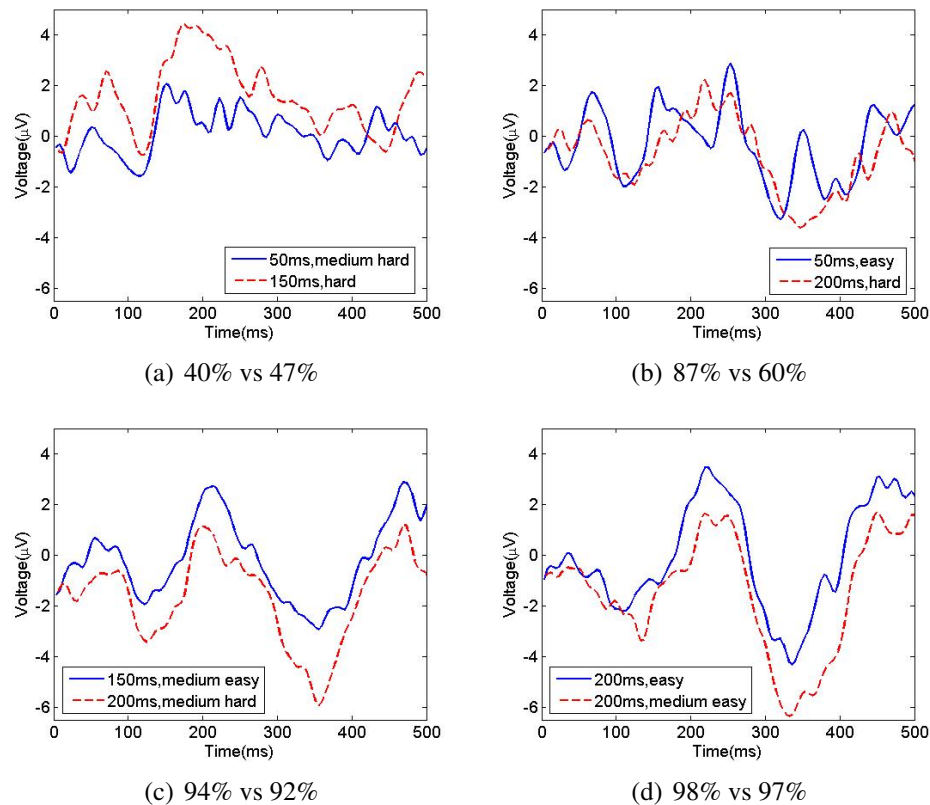 4
2
0
-2
-4
-6
Voltage(μV)
50ms,medium hard
150ms,hard
0 100 200 300 400 500
Time(ms)
(a) 40% vs 47%
4
2
0
-2
-4
-6
Voltage(μV)
50ms,easy
200ms,hard
0 100 200 300 400 500
Time(ms)
(b) 87% vs 60%
4
2
0
-2
-4
-6
Voltage(μV)
150ms,medium easy
200ms,medium hard
0 100 200 300 400 500
Time(ms)
(c) 94% vs 92%
4
2
0
-2
-4
-6
Voltage(μV)
200ms,easy
200ms,medium easy
0 100 200 300 400 500
Time(ms)
(d) 98% vs 97%